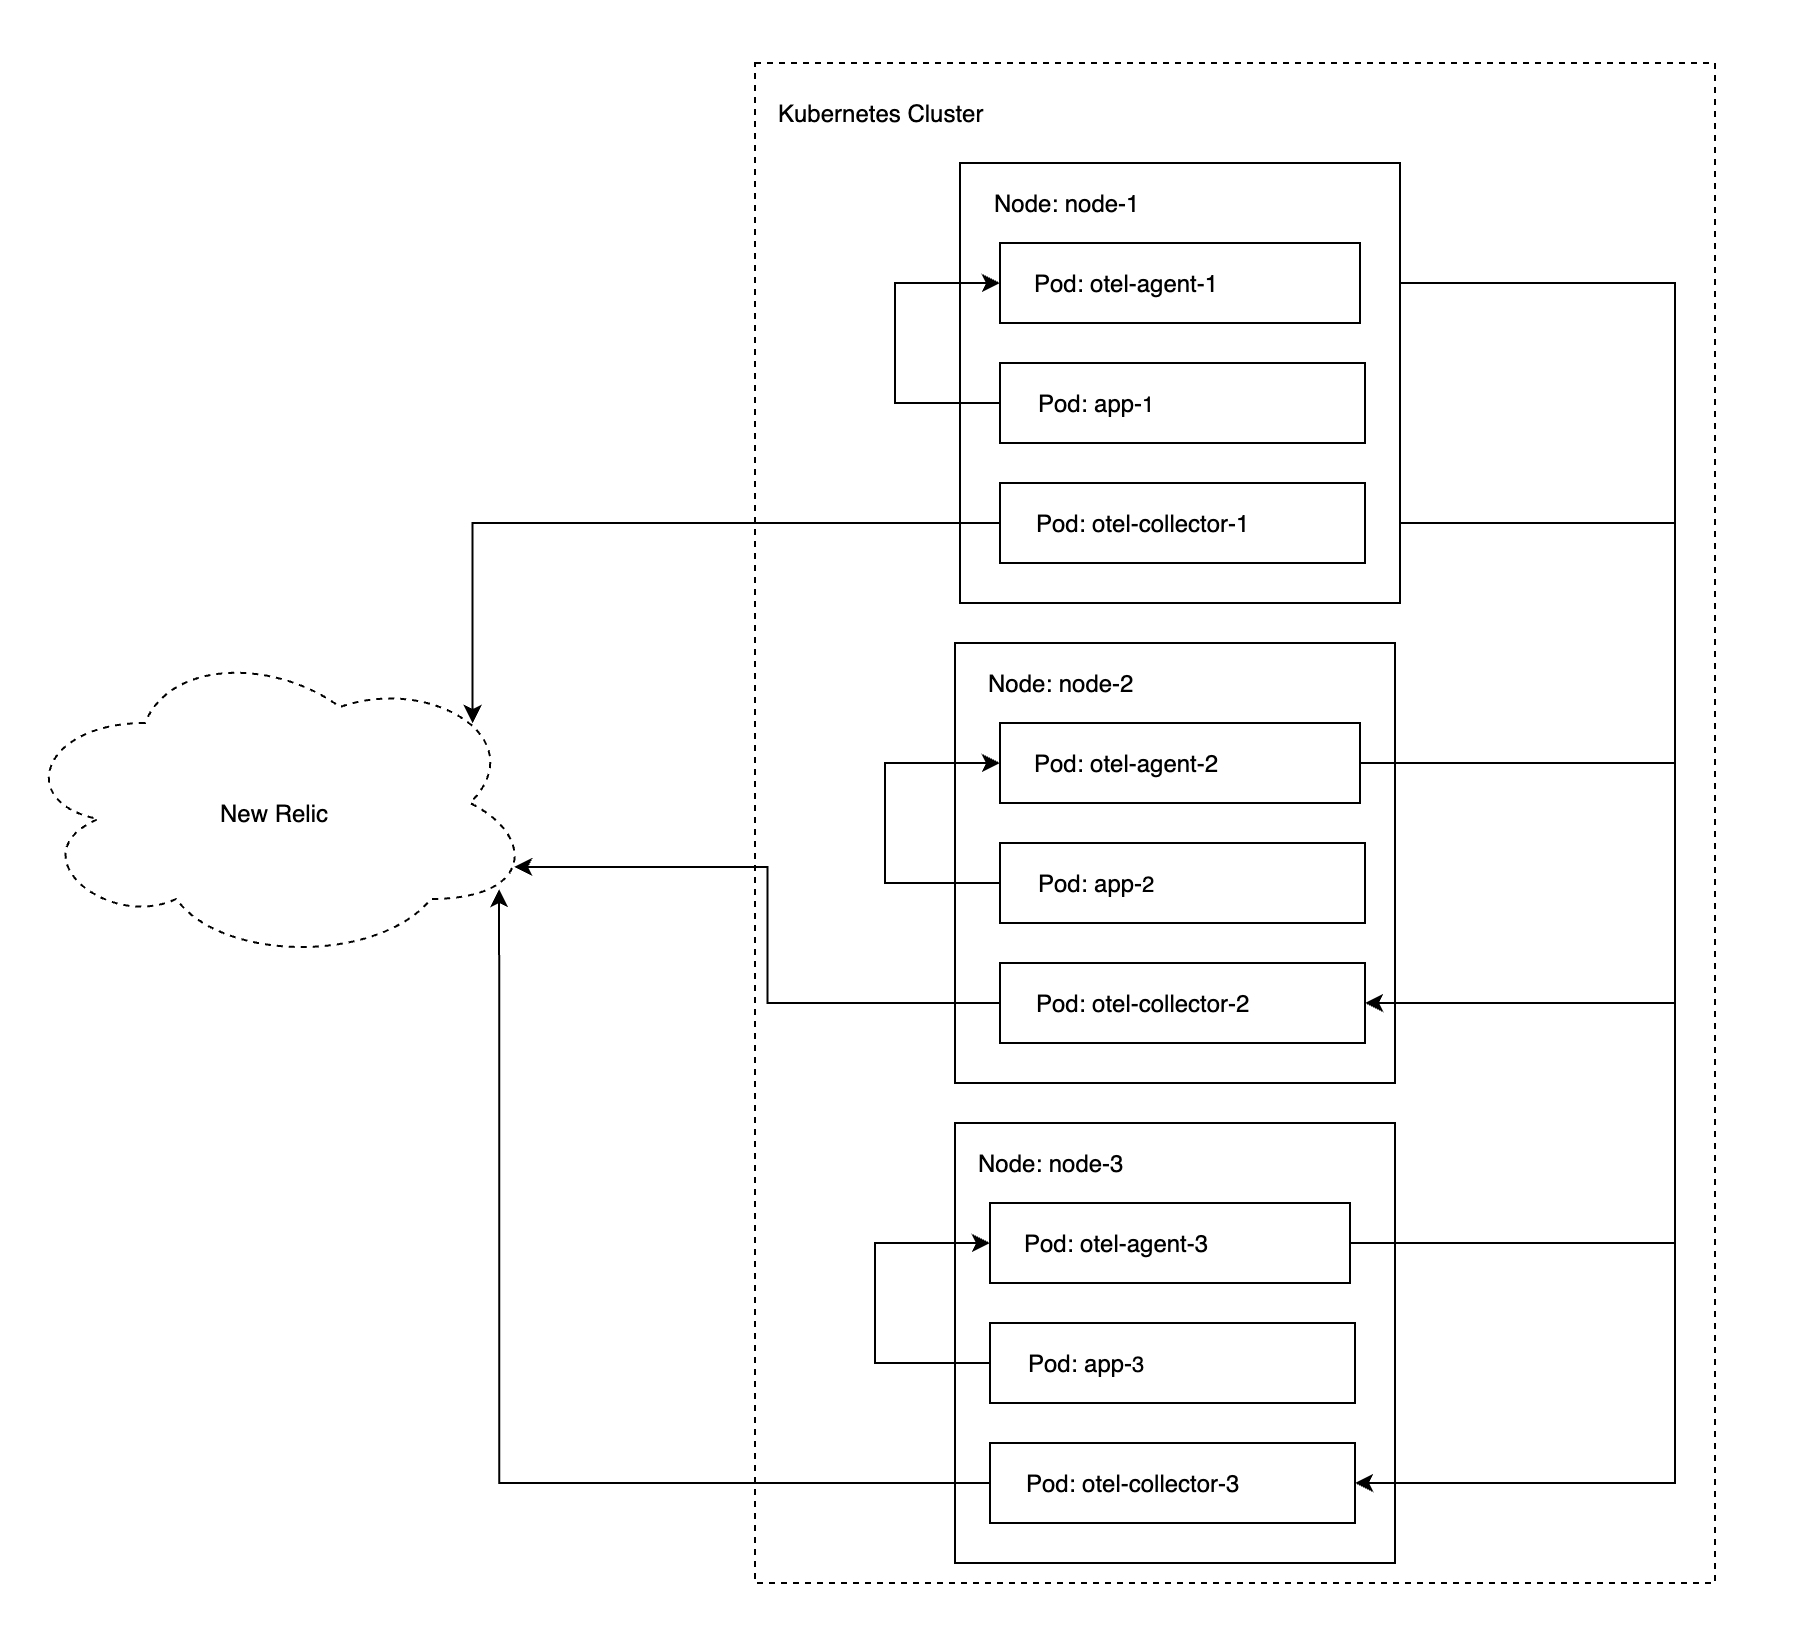 Kubernetes Cluster
Node: node-1
Pod: otel-agent-1
Pod: app-1
Pod: otel-collector-1
Node: node-2
Pod: otel-agent-2
New Relic
Pod: app-2
Pod: otel-collector-2
Node: node-3
Pod: otel-agent-3
Pod: app-3
Pod: otel-collector-3